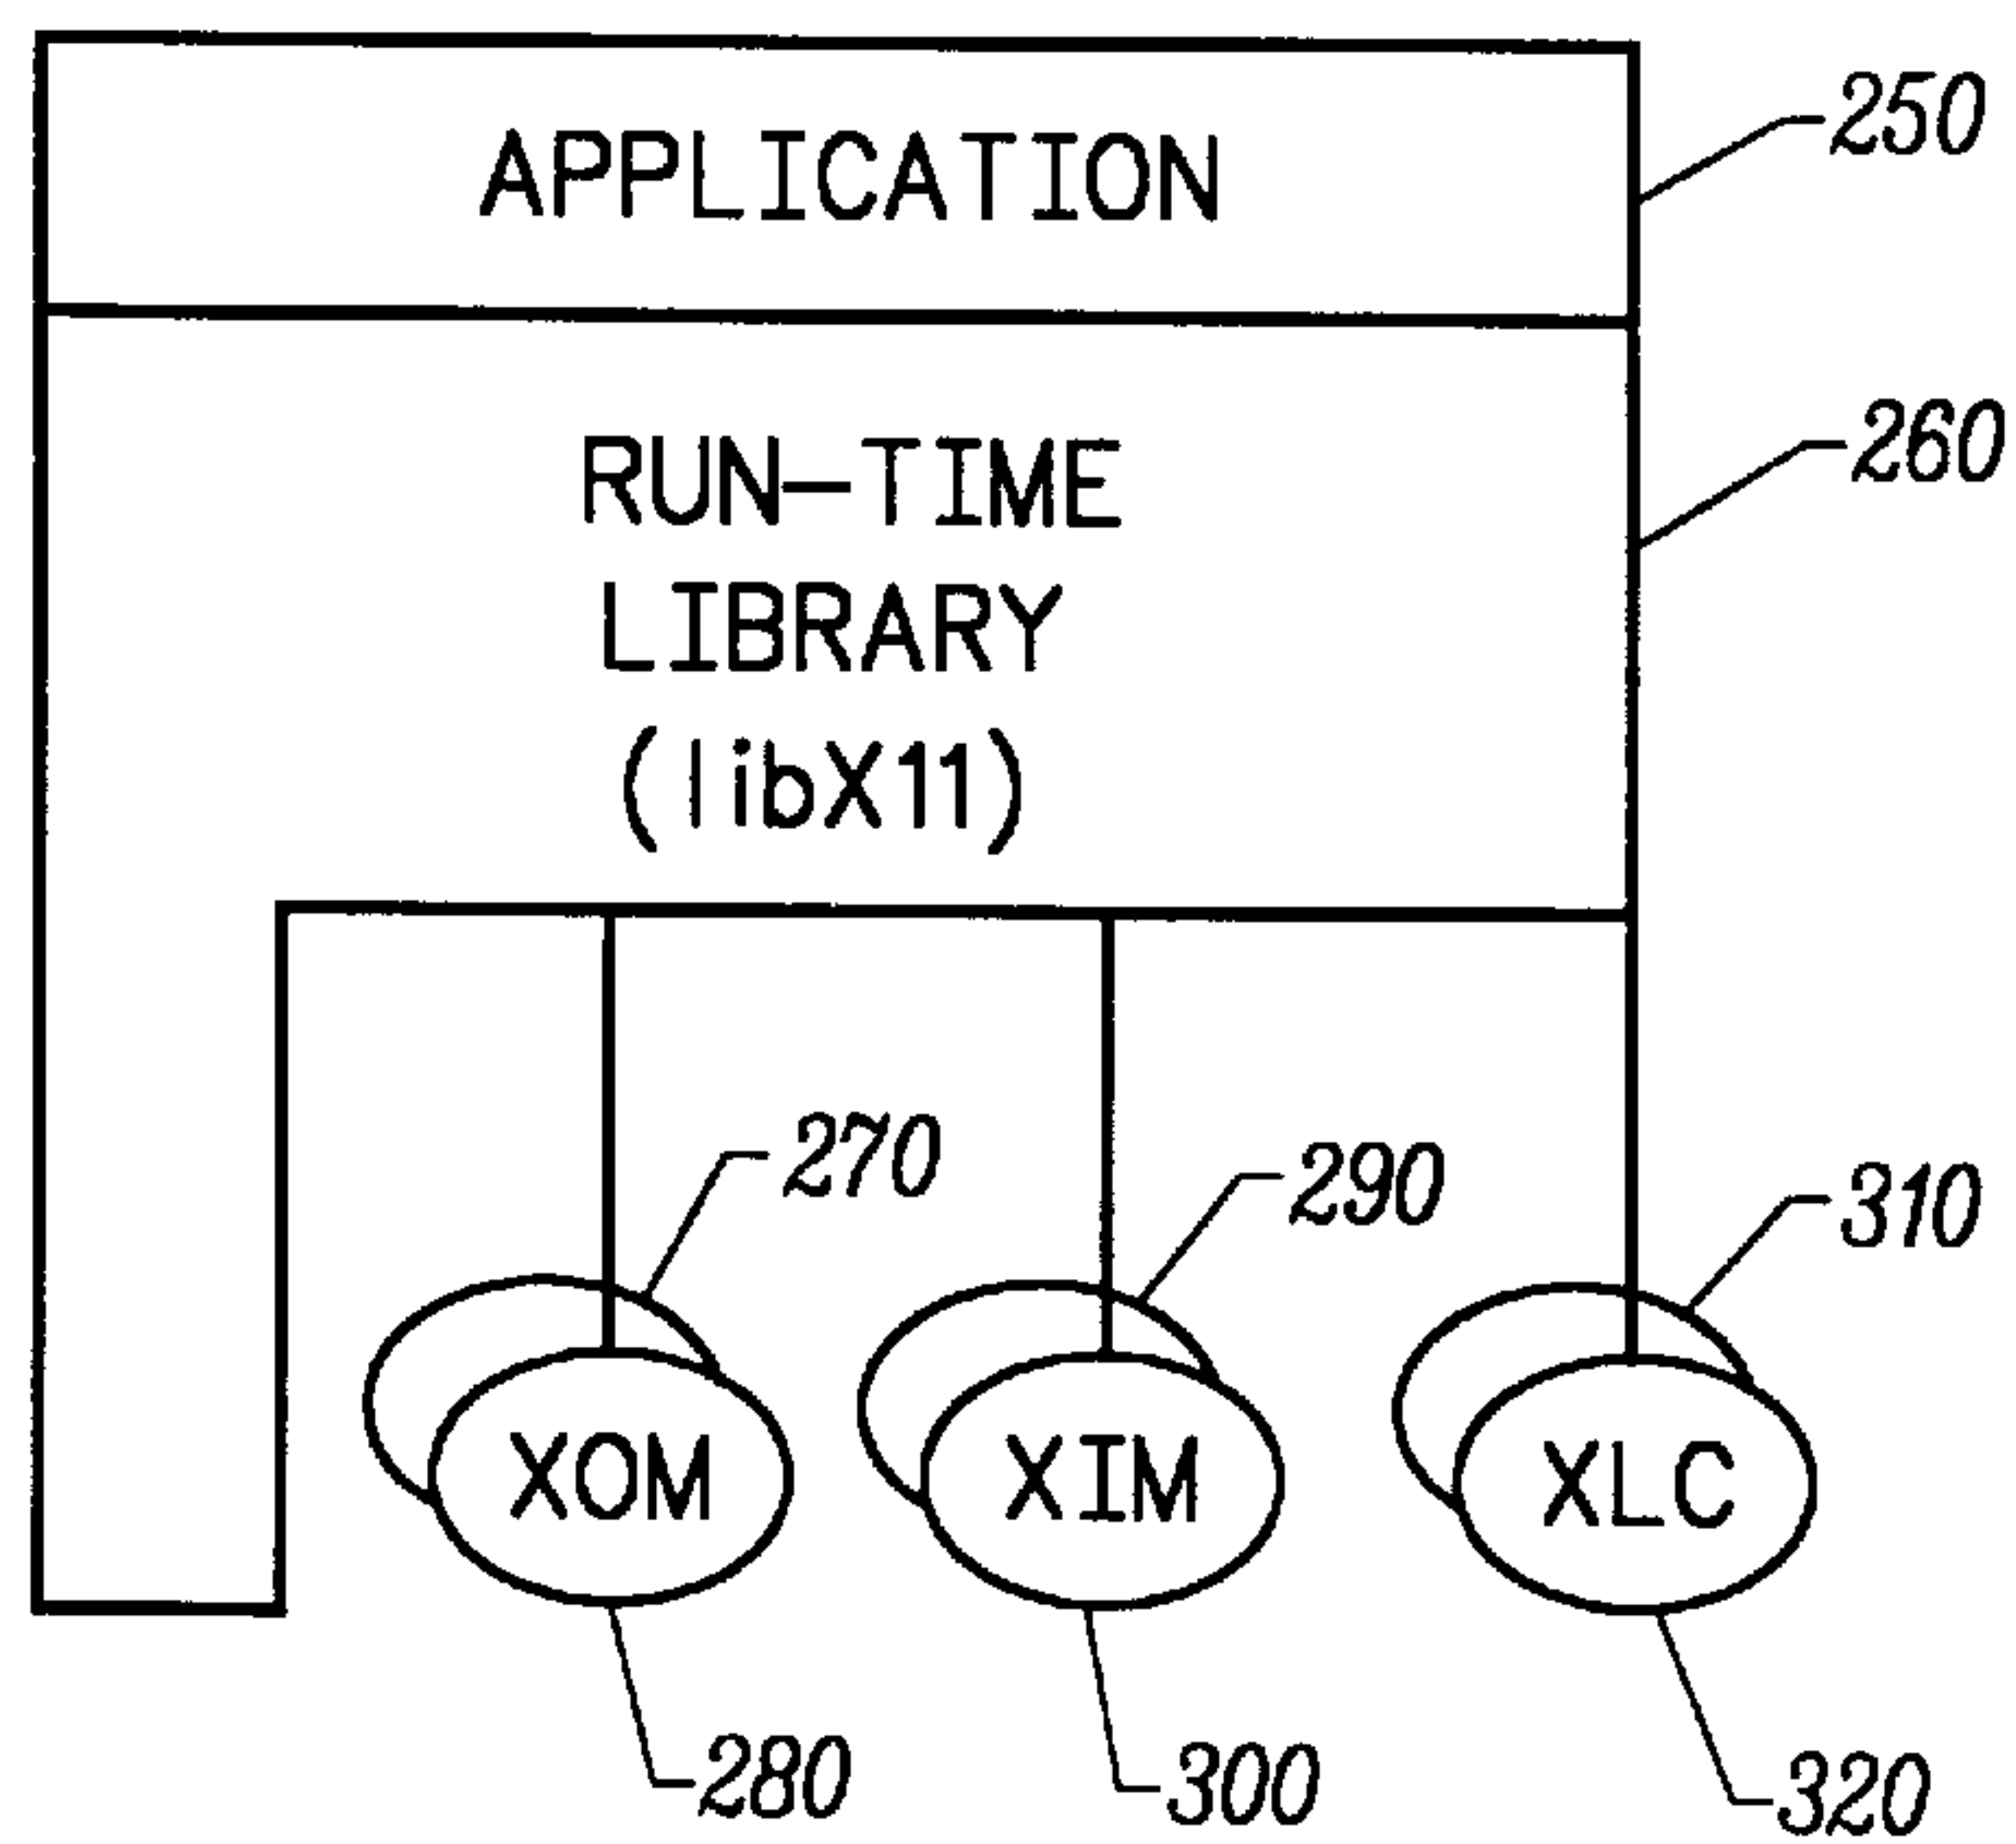 APPLICATION
250
RUN-TIME
LIBRARY
(libX11)
260
270
290
310
XOM
XIM
XLC
280
300
320